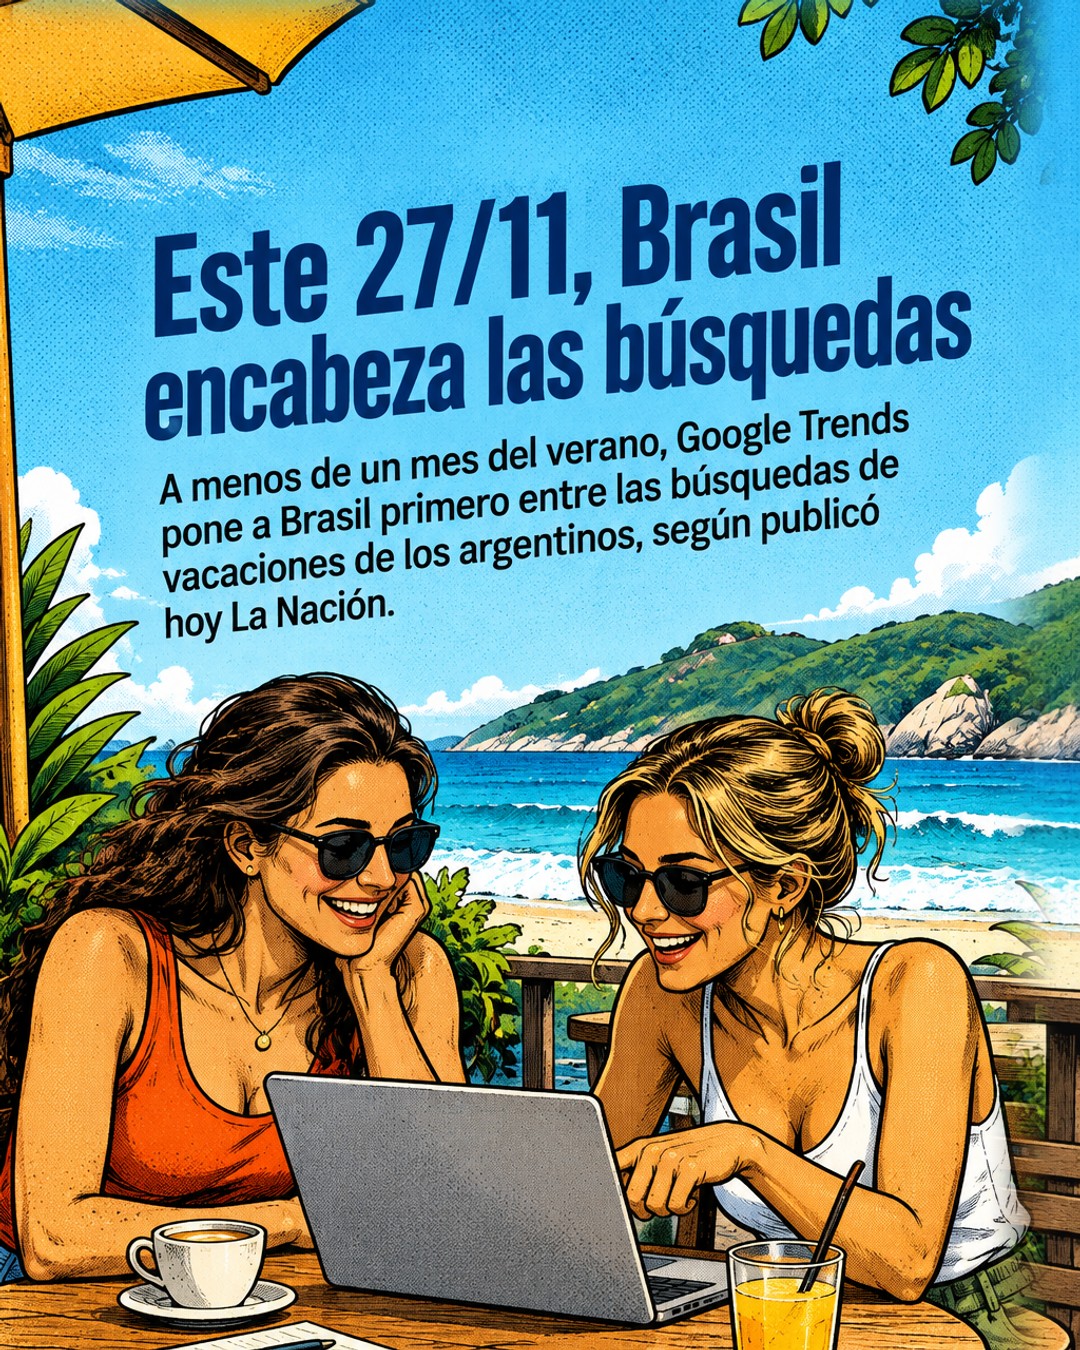 Este 27/11, Brasil
encabeza las búsquedas
A menos de un mes del verano, Google Trends
pone a Brasil primero entre las búsquedas de
vacaciones de los argentinos, según publicó
hoy La Nación.